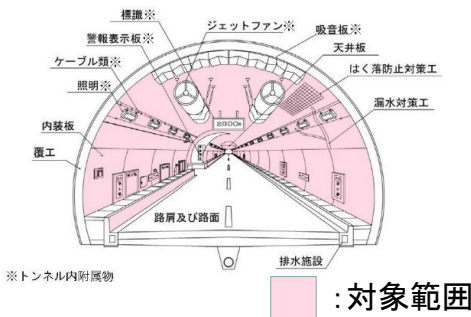 標識※
ジェットファン※
吸音板※
警報表示板※
天井板
ケーブル類※
はく落防止対策工
照明※
漏水対策工
内装板
覆工
路肩及び路面
排水施設
※トンネル内附属物
:対象範囲